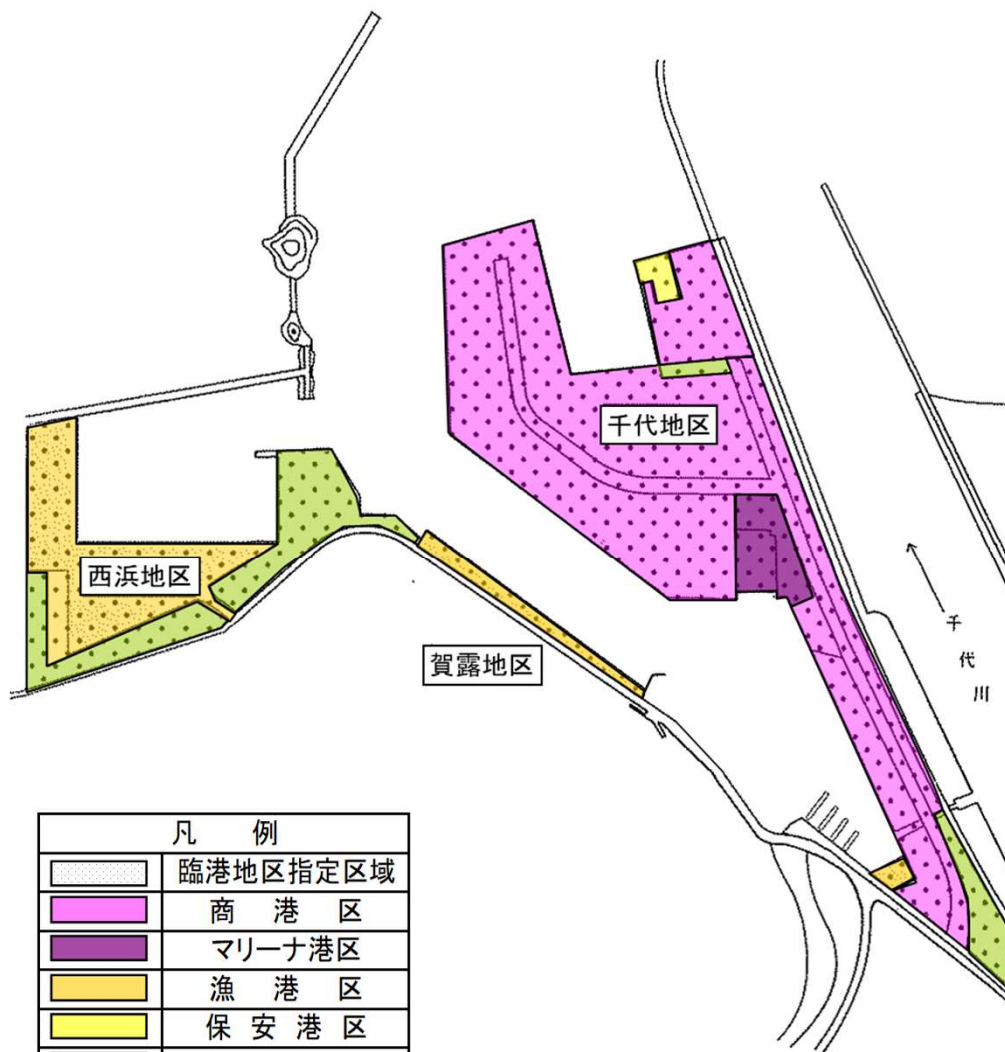 千代地区
西浜地区
賀露地区
千代川
凡 例
臨港地区指定区域
商 港 区
マリーナ港区
漁 港 区
保 安 港 区